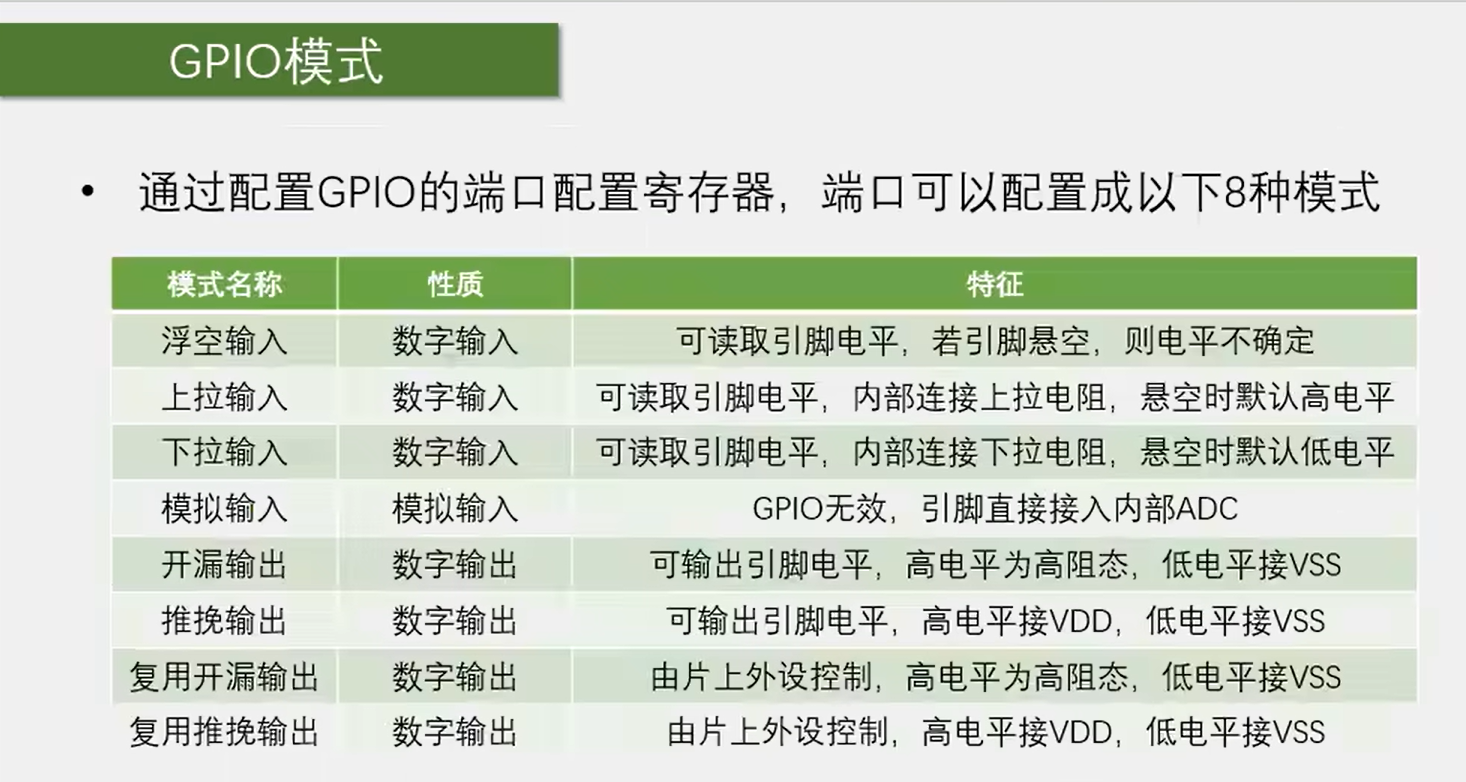 GPIO模式
• 通过配置GPIO的端口配置寄存器，端口可以配置成以下8种模式
模式名称 性质 特征
浮空输入 数字输入 可读取引脚电平，若引脚悬空，则电平不确定
上拉输入 数字输入 可读取引脚电平，内部连接上拉电阻，悬空时默认高电平
下拉输入 数字输入 可读取引脚电平，内部连接下拉电阻，悬空时默认低电平
模拟输入 模拟输入 GPIO无效，引脚直接接入内部ADC
开漏输出 数字输出 可输出引脚电平，高电平为高阻态，低电平接VSS
推挽输出 数字输出 可输出引脚电平，高电平接VDD，低电平接VSS
复用开漏输出 数字输出 由片上外设控制，高电平为高阻态，低电平接VSS
复用推挽输出 数字输出 由片上外设控制，高电平接VDD，低电平接VSS